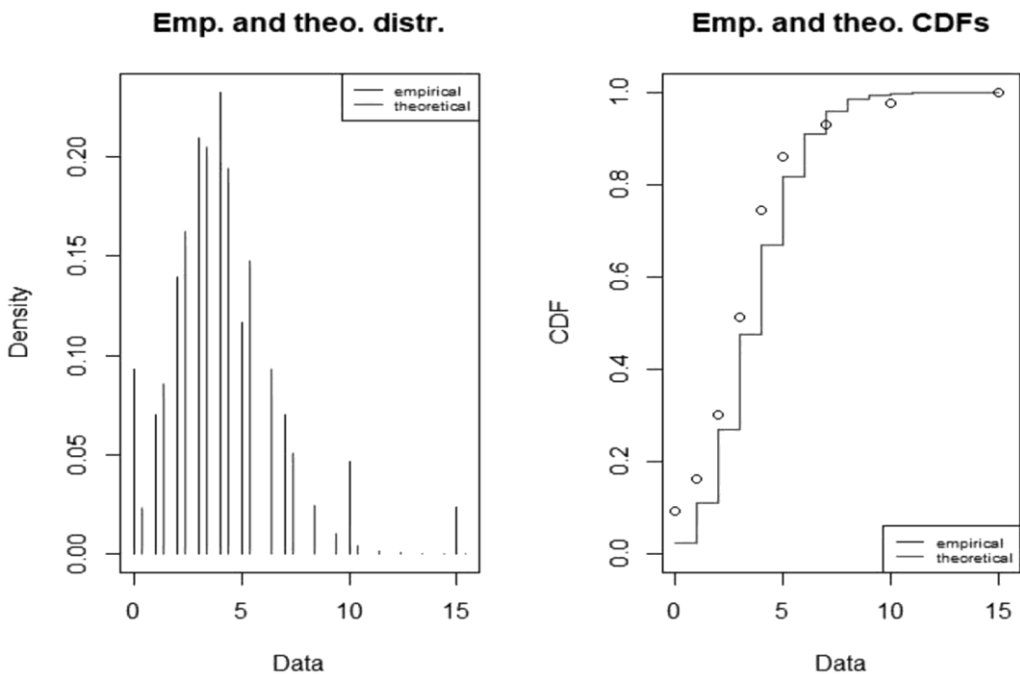 Emp. and theo. distr.
empirical
theoretical
Density
0.00
0.05
0.10
0.15
0.20
0
5
10
15
Data
Emp. and theo. CDFs
CDF
0.0
0.2
0.4
0.6
0.8
1.0
empirical
theoretical
0
5
10
15
Data